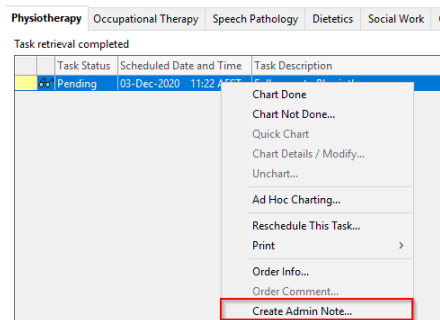 Physiotherapy Occupational Therapy Speech Pathology Dietetics Social Work
Task retrieval completed
Task Status Scheduled Date and Time Task Description
Pending 03-Dec-2020 11:22
Chart Done
Chart Not Done...
Quick Chart
Chart Details / Modify...
Unchart...
Ad Hoc Charting...
Reschedule This Task...
Print
Order Info...
Order Comment...
Create Admin Note...